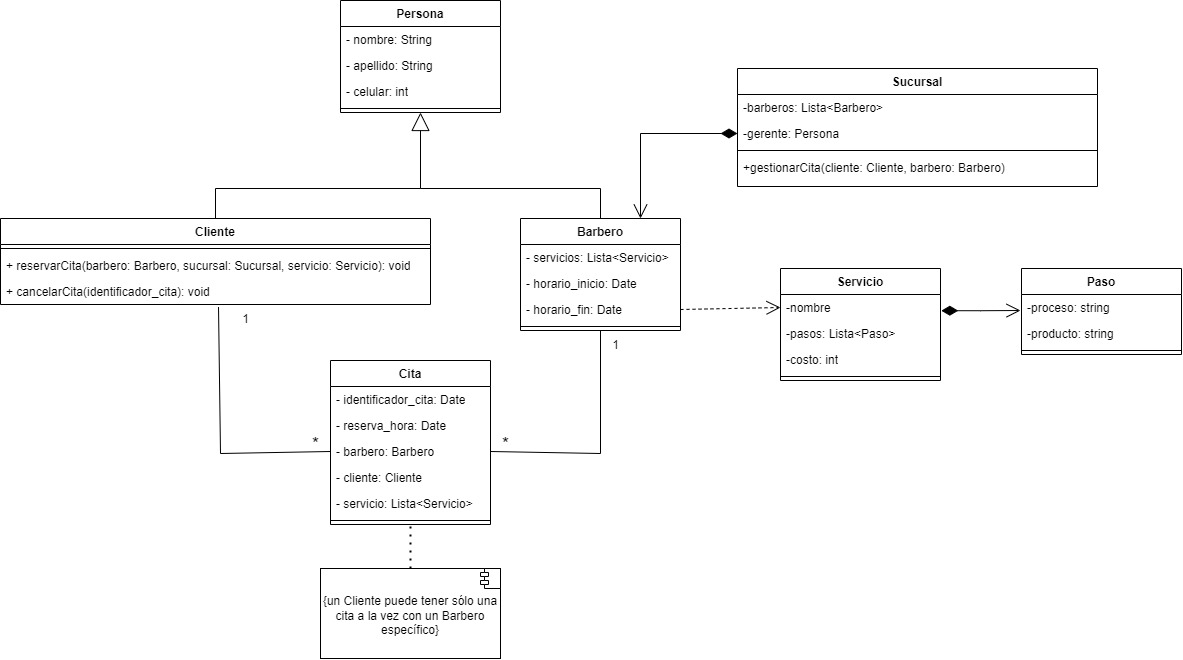 Persona
- nombre: String
- apellido: String
- celular: int
Sucursal
-barberos: Lista<Barbero>
-gerente: Persona
+gestionarCita(cliente: Cliente, barbero: Barbero)
Cliente
+ reservarCita(barbero: Barbero, sucursal: Sucursal, servicio: Servicio): void
+ cancelarCita(identificador_cita): void
1
Barbero
- servicios: Lista<Servicio>
- horario_inicio: Date
- horario_fin: Date
1
Servicio
-nombre
-pasos: Lista<Paso>
-costo: int
Paso
-proceso: string
-producto: string
*
*
Cita
- identificador_cita: Date
- reserva_hora: Date
- barbero: Barbero
- cliente: Cliente
- servicio: Lista<Servicio>
{un Cliente puede tener sólo una
cita a la vez con un Barbero
específico}